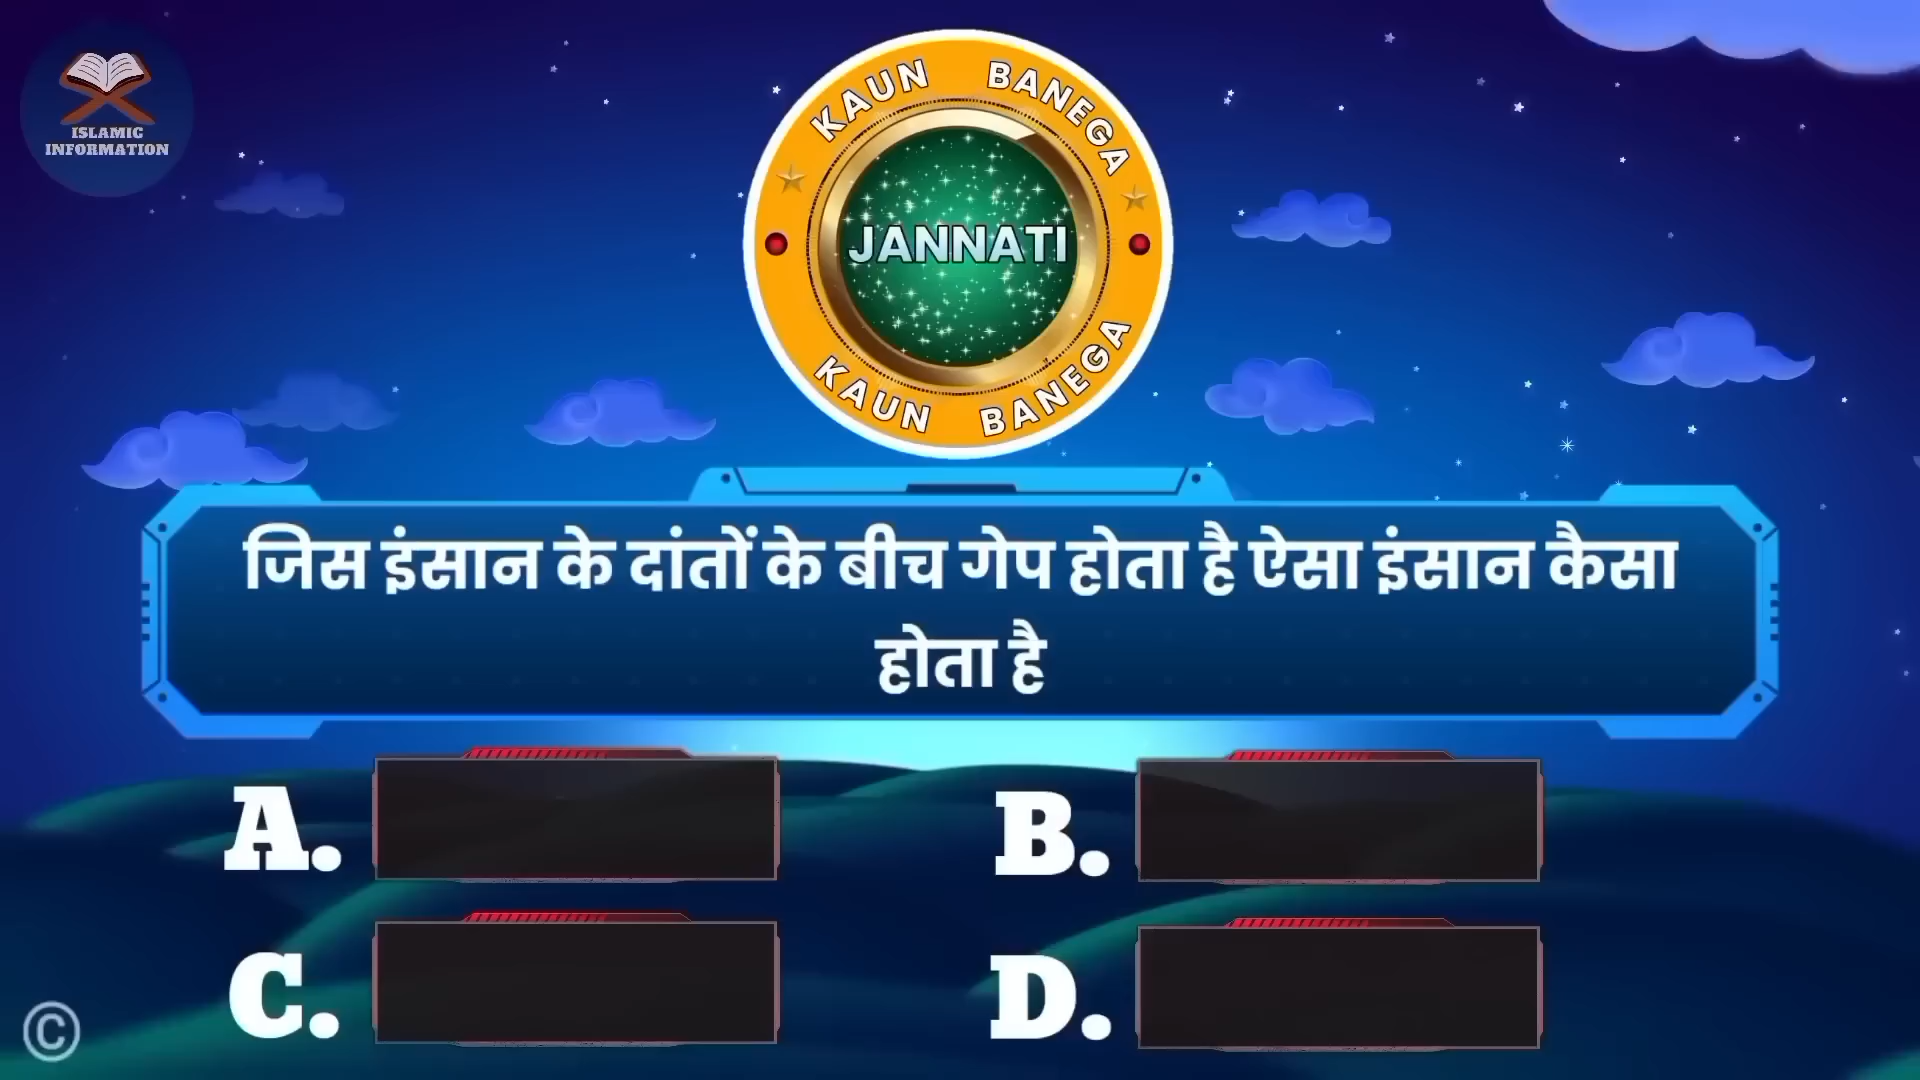 ISLAMIC
INFORMATION
KAUN BANEGA
JANNATI
KAUN BANEGA
जिस इंसान के दांतों के बीच गेप होता है ऐसा इंसान कैसा
होता है
A.
B.
C.
D.
©